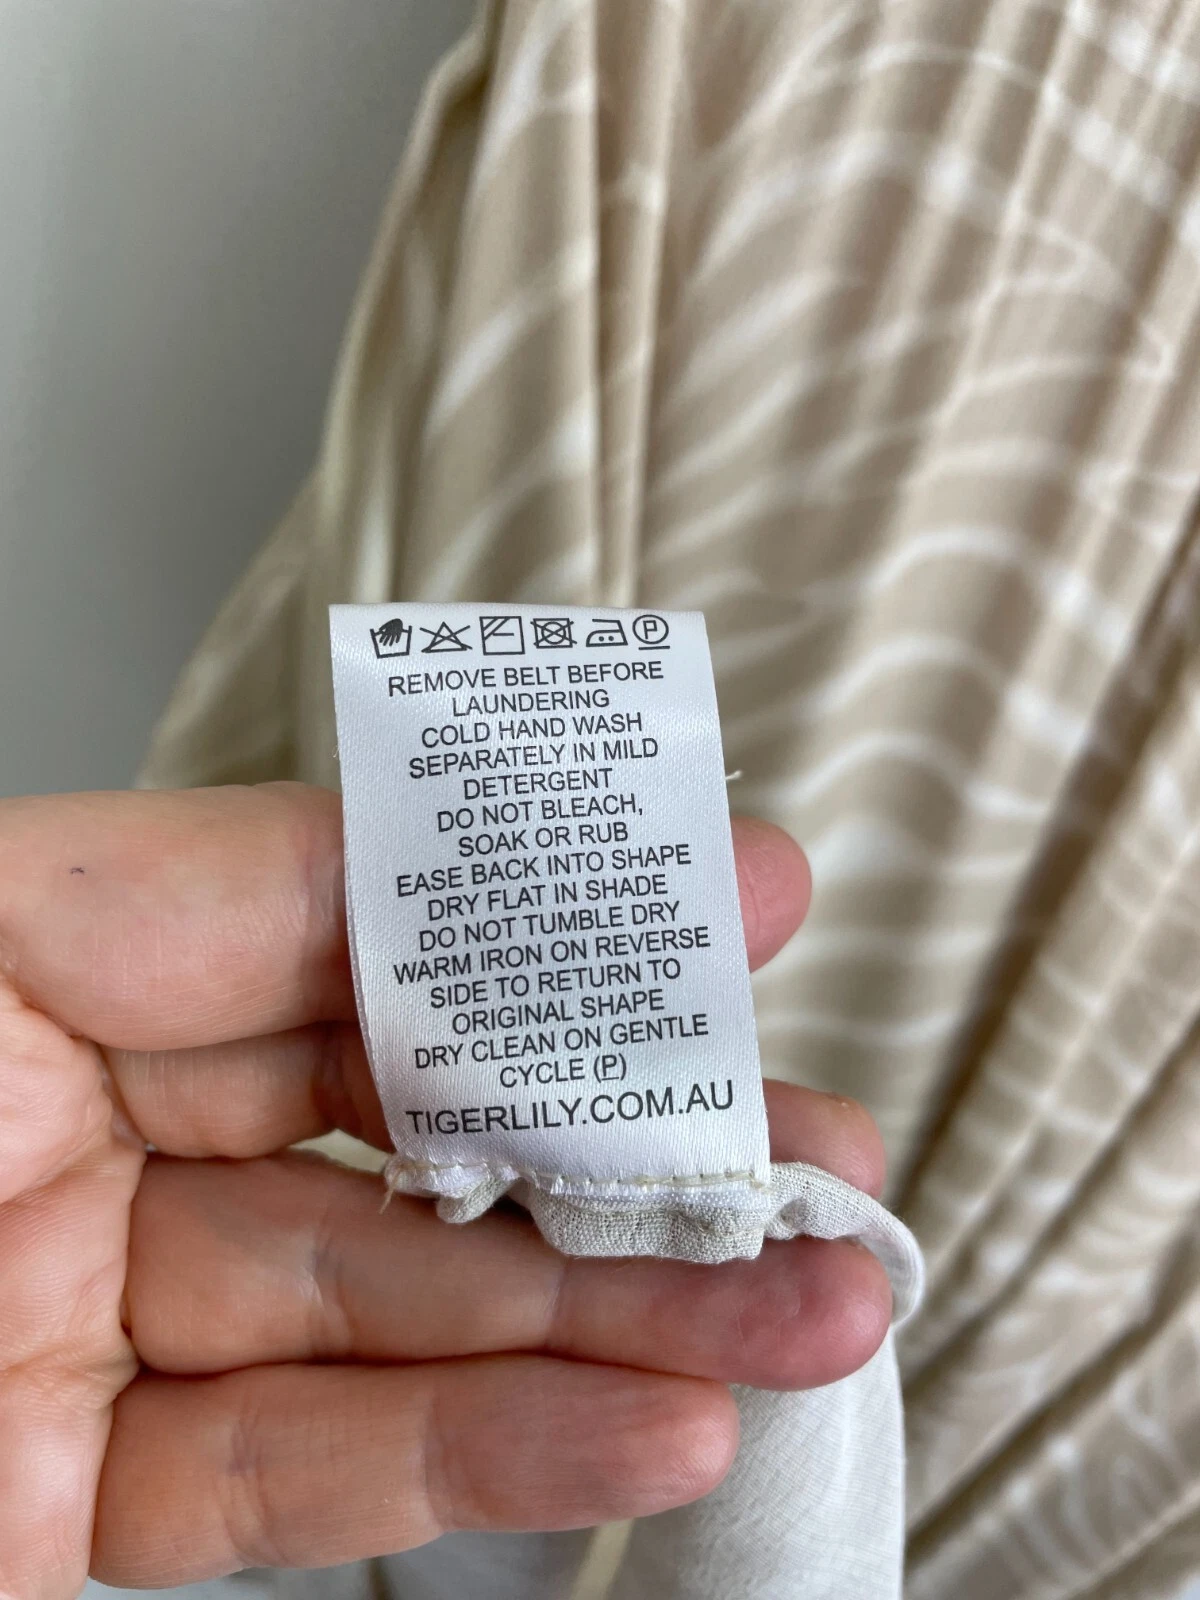 P
REMOVE BELT BEFORE
LAUNDERING
COLD HAND WASH
SEPARATELY IN MILD
DETERGENT
DO NOT BLEACH,
SOAK OR RUB
EASE BACK INTO SHAPE
DRY FLAT IN SHADE
DO NOT TUMBLE DRY
WARM IRON ON REVERSE
SIDE TO RETURN TO
ORIGINAL SHAPE
DRY CLEAN ON GENTLE
CYCLE (P)
TIGERLILY.COM.AU